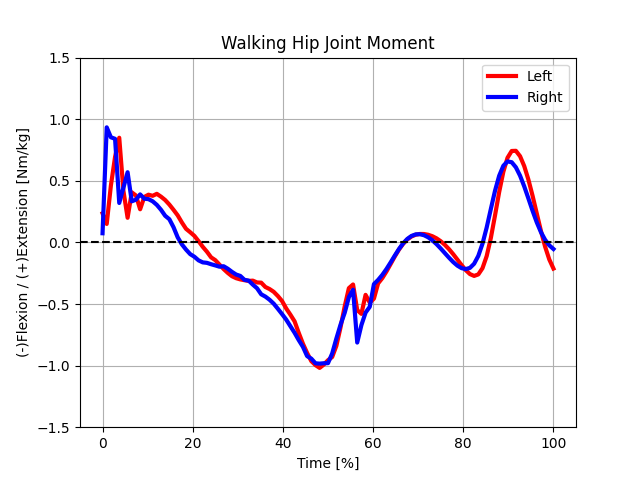 Walking Hip Joint Moment
Left
Right
(-)Flexion / (+)Extension [Nm/kg]
1.5
1.0
0.5
0.0
−0.5
−1.0
−1.5
0 20 40 60 80 100
Time [%]